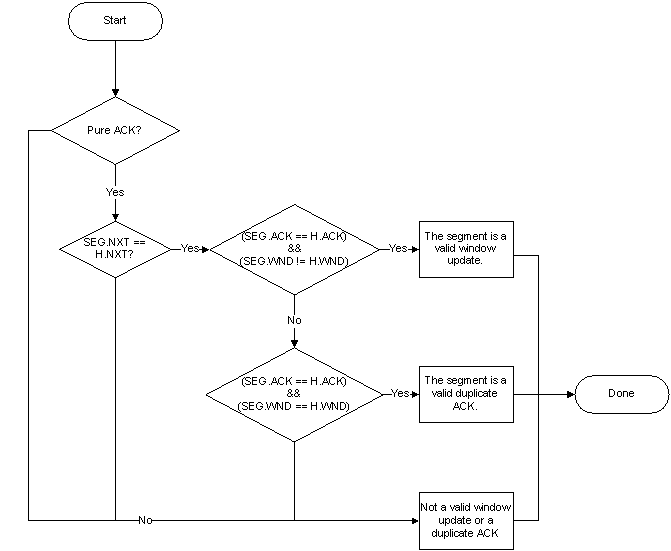 Start
Pure ACK?
Yes
SEG.NXT ==
H.NXT?
Yes
(SEG.ACK == H.ACK)
&&
(SEG.WND != H.WND)
Yes
The segment is a
valid window
update.
No
(SEG.ACK == H.ACK)
&&
(SEG.WND == H.WND)
Yes
The segment is a
valid duplicate
ACK.
Done
No
Not a valid window
update or a
duplicate ACK